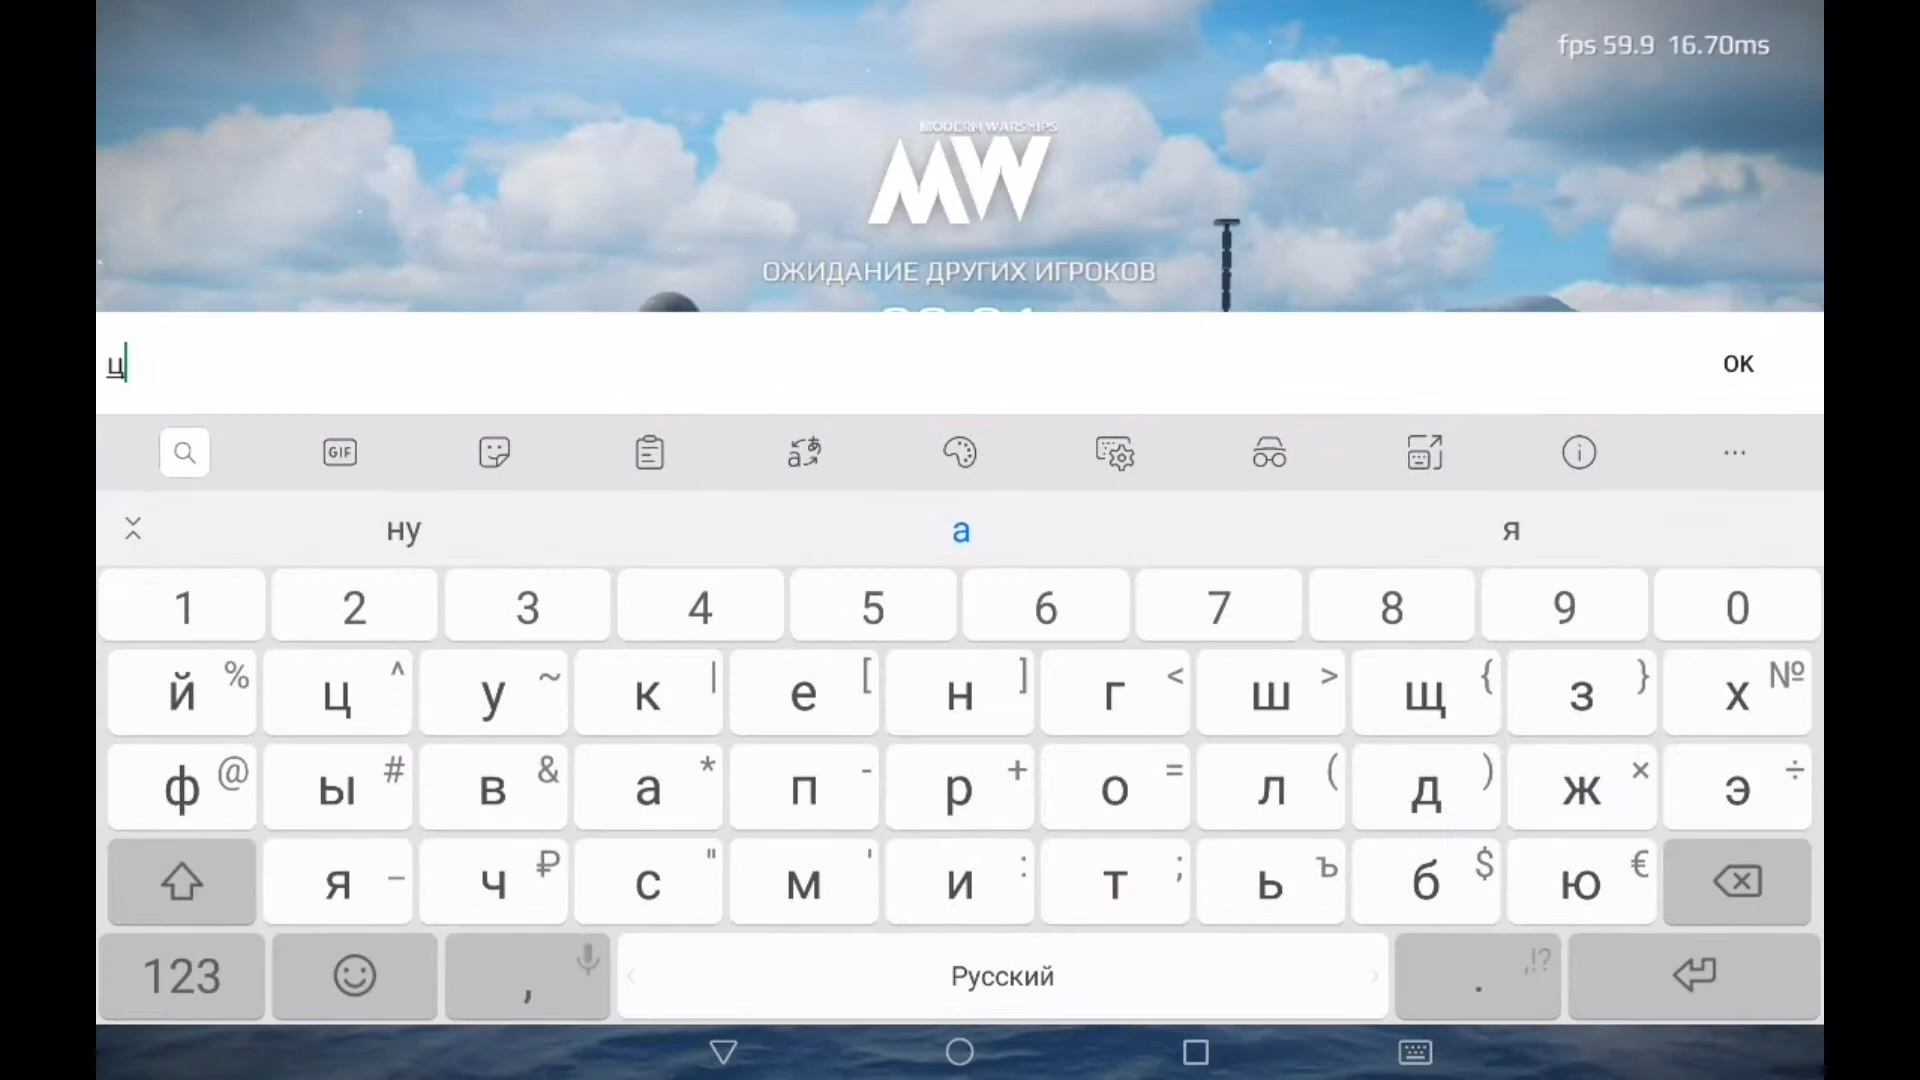 fps 59.9 16.70ms
MODERN WARSHIPS
MW
ОЖИДАНИЕ ДРУГИХ ИГРОКОВ
ц
OK
GIF
ну а я
1 2 3 4 5 6 7 8 9 0
й % ц ^ у ~ к | е [ н ] г < ш > щ { з } х №
ф @ ы # в & а * п - р + о = л ( д ) ж × э ÷
я – ч ₽ с " м ' и : т ; ь ъ б $ ю €
123 , Русский . ,!?